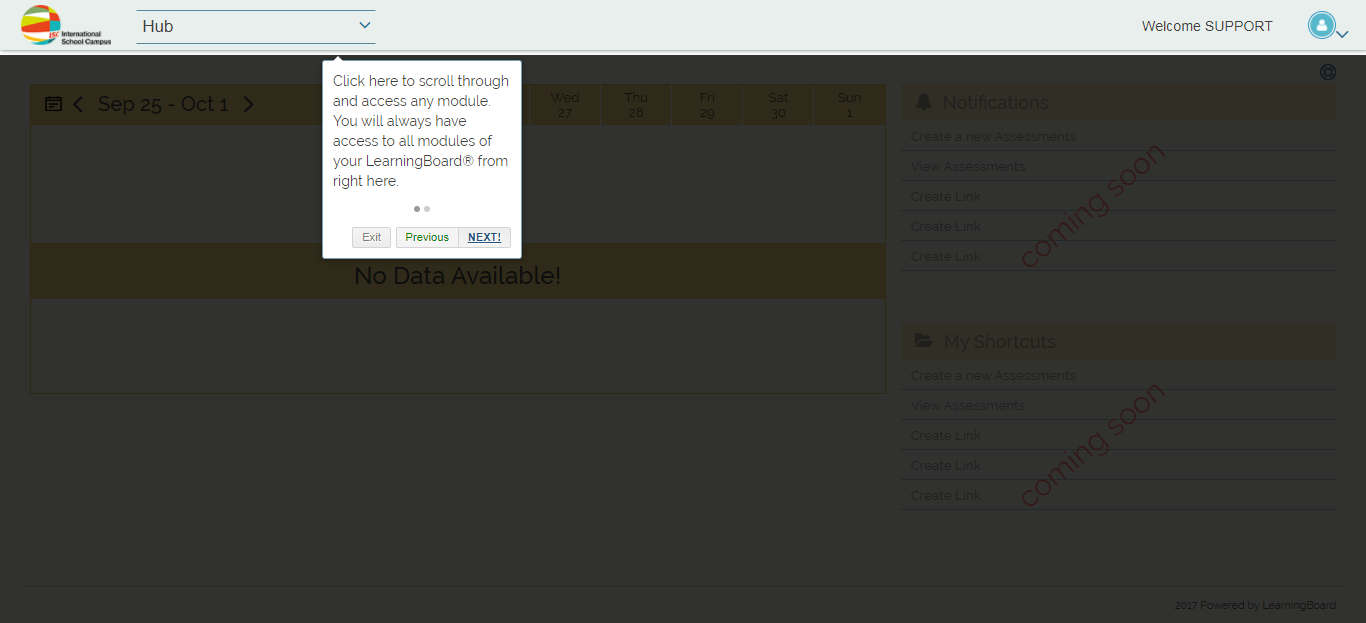 isc International
School Campus
Hub
Welcome SUPPORT
Click here to scroll through
and access any module.
You will always have
access to all modules of
your LearningBoard® from
right here.
Exit Previous NEXT!
Sep 25 - Oct 1
Wed Thu Fri Sat Sun
27 28 29 30 1
No Data Available!
Notifications
Create a new Assessments
View Assessments
Create Link
Create Link
Create Link
coming soon
My Shortcuts
Create a new Assessments
View Assessments
Create Link
Create Link
Create Link
coming soon
2017 Powered by LearningBoard